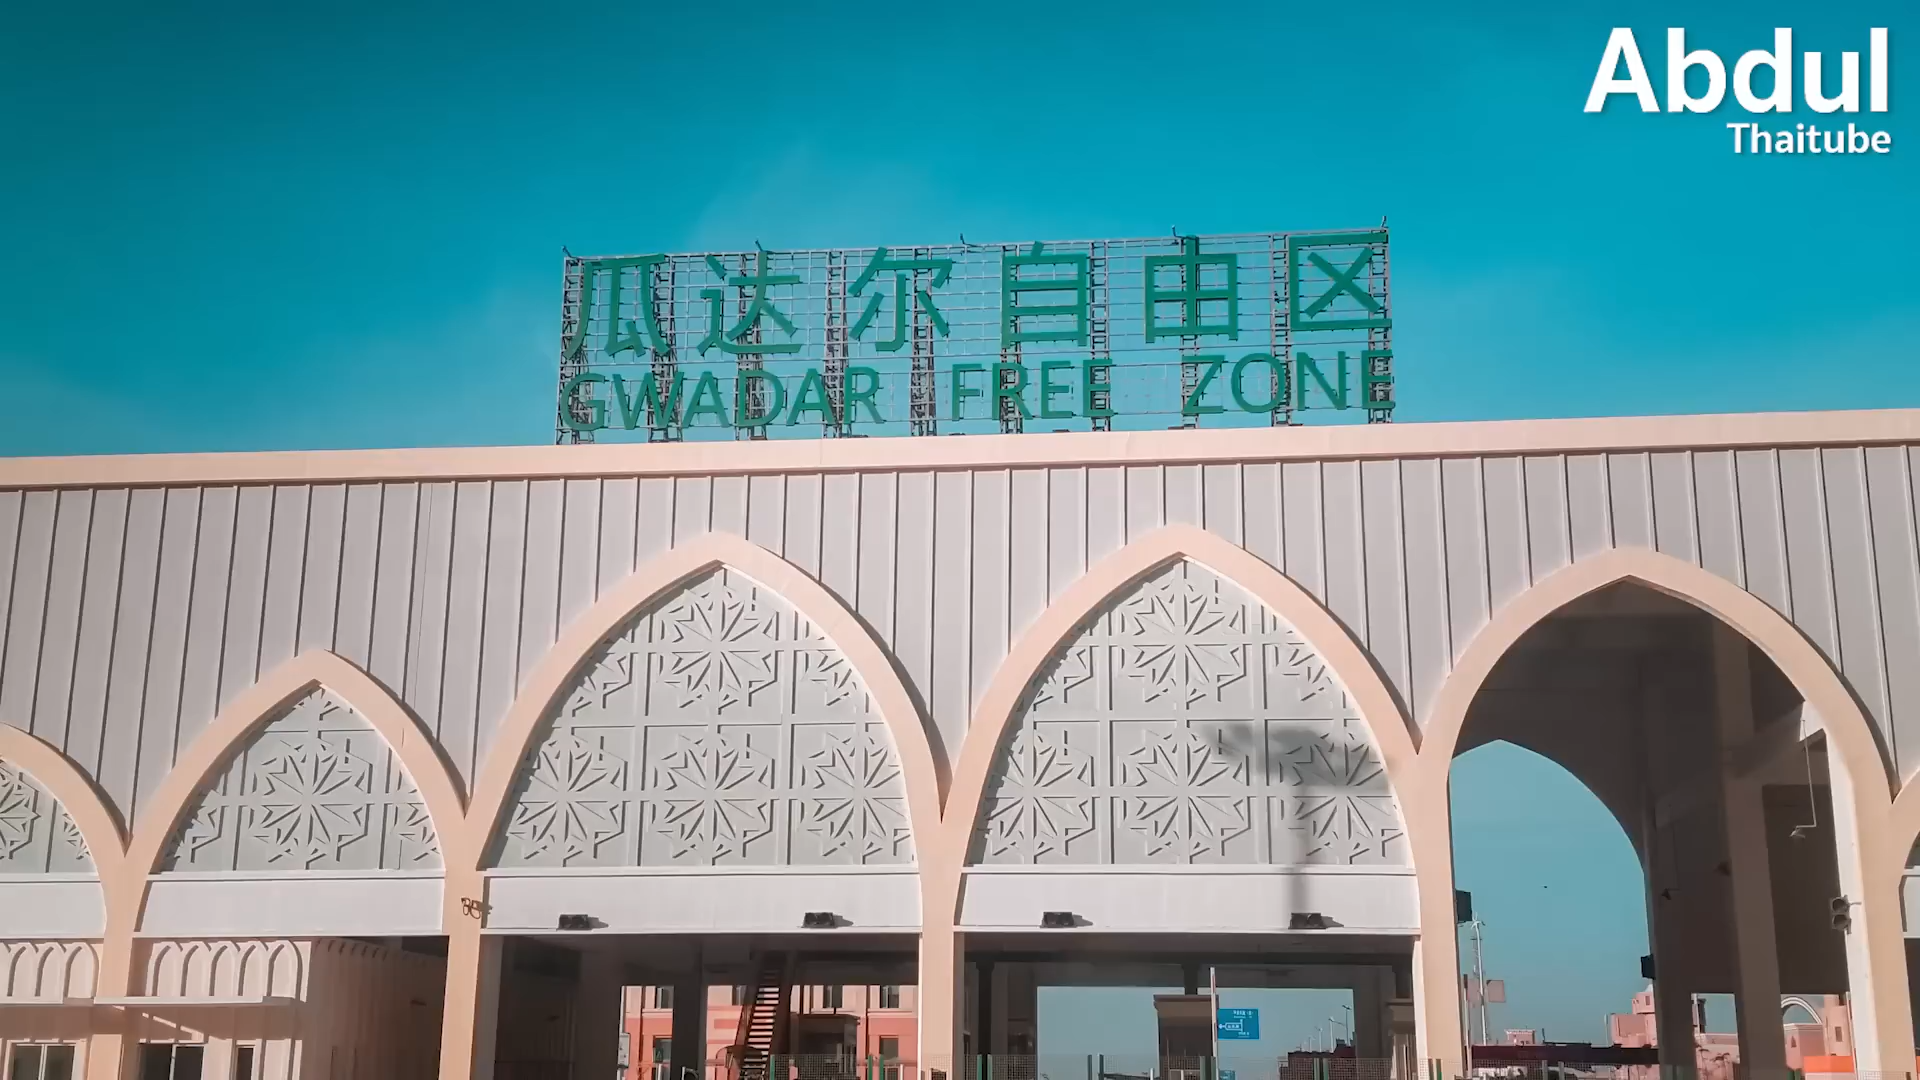 Abdul
Thaitube
瓜达尔自由区
GWADAR FREE ZONE